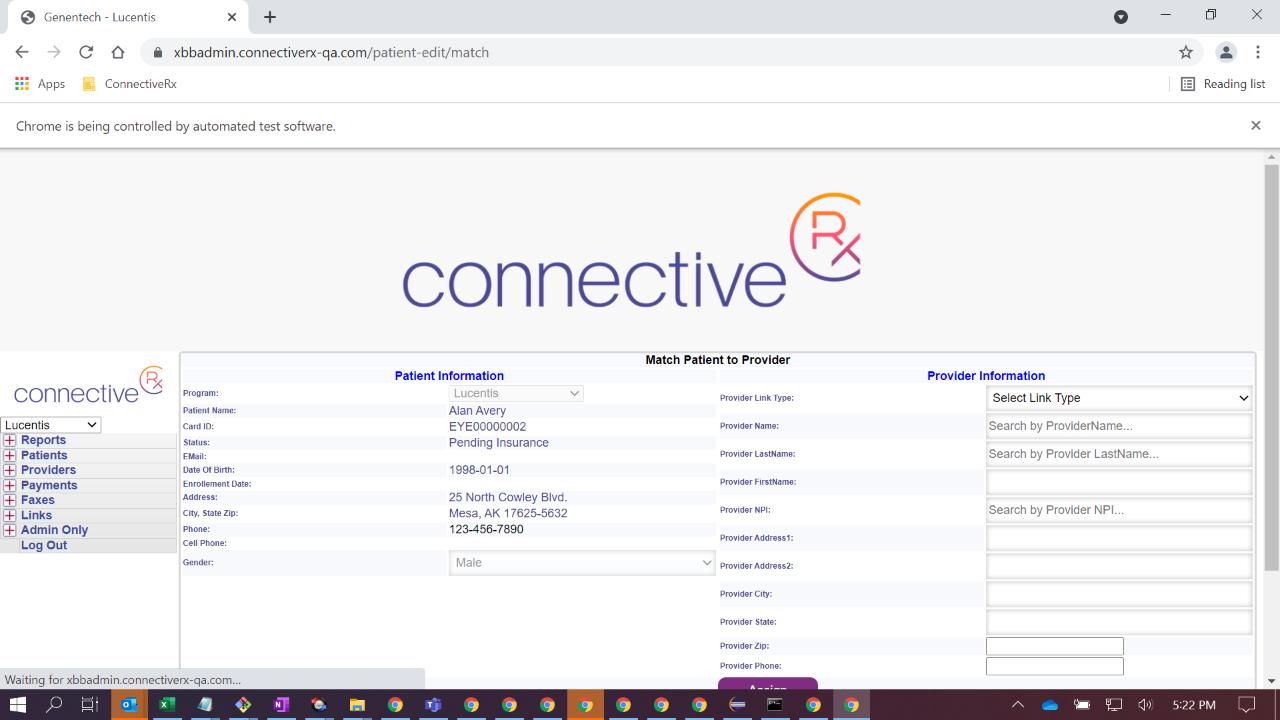 Genentech - Lucentis
xbbadmin.connectiverx-qa.com/patient-edit/match
Apps
ConnectiveRx
Reading list
Chrome is being controlled by automated test software.
connective Rx
connective Rx
Lucentis
Reports
Patients
Providers
Payments
Faxes
Links
Admin Only
Log Out
Match Patient to Provider
Patient Information
Program: Lucentis
Patient Name: Alan Avery
Card ID: EYE00000002
Status: Pending Insurance
EMail:
Date Of Birth: 1998-01-01
Enrollment Date:
Address: 25 North Cowley Blvd.
City, State Zip: Mesa, AK 17625-5632
Phone: 123-456-7890
Cell Phone:
Gender: Male
Provider Information
Provider Link Type: Select Link Type
Provider Name: Search by ProviderName...
Provider LastName: Search by Provider LastName...
Provider FirstName:
Provider NPI: Search by Provider NPI...
Provider Address1:
Provider Address2:
Provider City:
Provider State:
Provider Zip:
Provider Phone:
Assign
Waiting for xbbadmin.connectiverx-qa.com...
5:22 PM